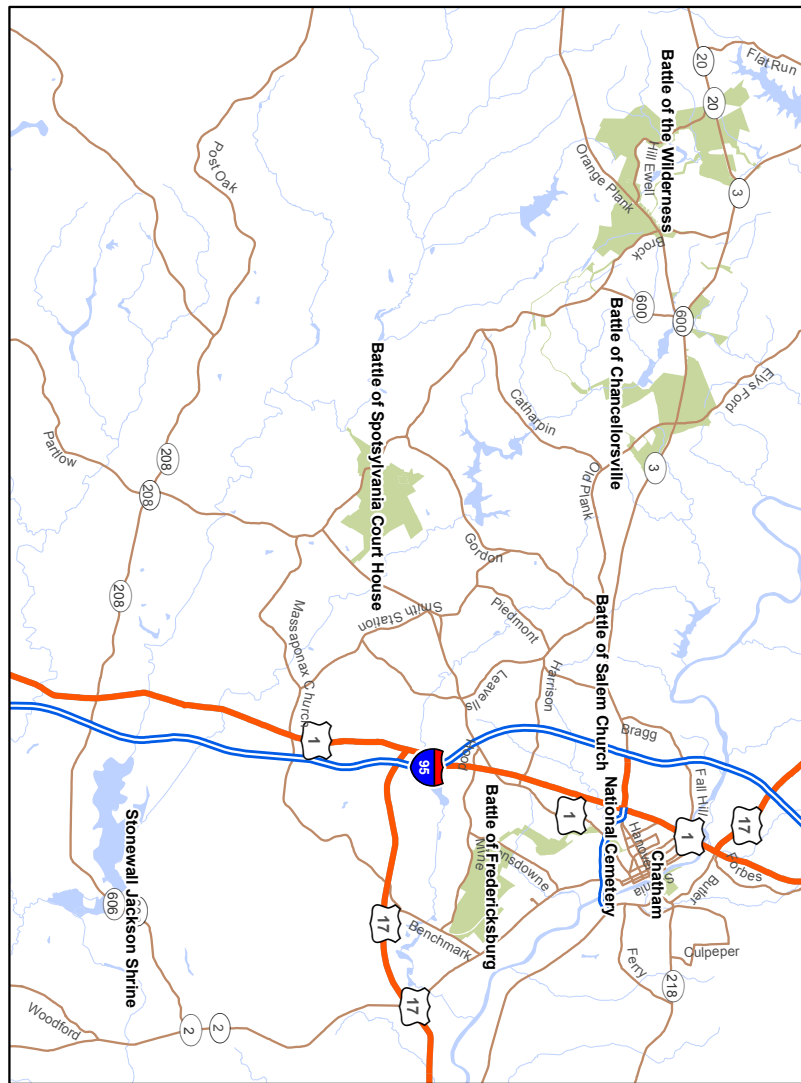 Flat Run
Elys Ford
17
Forbes
3
20
20
Butler
Fall Hill
Culpeper
1
600
218
Battle of the Wilderness
Brock
3
Chatham
Hill Ewell
600
Bragg
Hanover
Ferry
Battle of Chancellorsville
Battle of Salem Church
National Cemetery
Orange Plank
Old Plank
1
Harrison
Catharpin
Piedmont
Lansdowne
Battle of Fredericksburg
Gordon
Leavells
Hood
Mine
Benchmark
Smith Station
95
17
17
Battle of Spotsylvania Court House
1
Massaponax Church
Post Oak
2
2
208
208
208
Stonewall Jackson Shrine
606
Partlow
Woodford